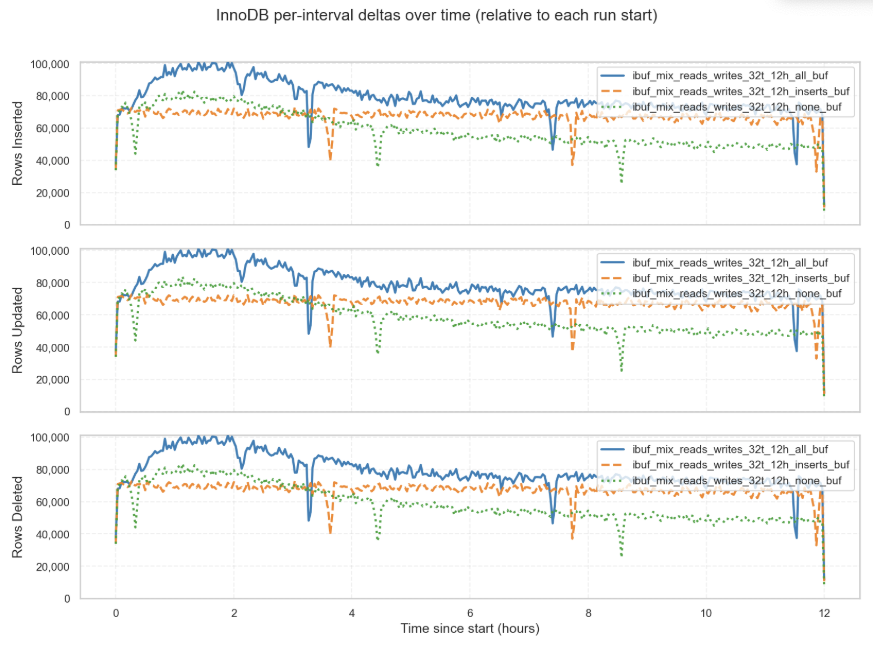 InnoDB per-interval deltas over time (relative to each run start)
Rows Inserted
100,000
80,000
60,000
40,000
20,000
0
ibuf_mix_reads_writes_32t_12h_all_buf
ibuf_mix_reads_writes_32t_12h_inserts_buf
ibuf_mix_reads_writes_32t_12h_none_buf
Rows Updated
100,000
80,000
60,000
40,000
20,000
0
ibuf_mix_reads_writes_32t_12h_all_buf
ibuf_mix_reads_writes_32t_12h_inserts_buf
ibuf_mix_reads_writes_32t_12h_none_buf
Rows Deleted
100,000
80,000
60,000
40,000
20,000
0
ibuf_mix_reads_writes_32t_12h_all_buf
ibuf_mix_reads_writes_32t_12h_inserts_buf
ibuf_mix_reads_writes_32t_12h_none_buf
0 2 4 6 8 10 12
Time since start (hours)